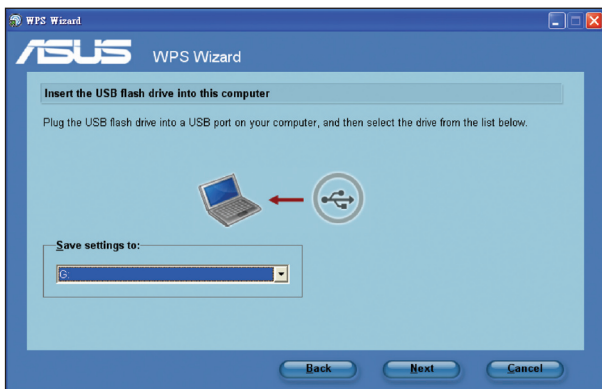 WPS Wizard
ASUS WPS Wizard
Insert the USB flash drive into this computer
Plug the USB flash drive into a USB port on your computer, and then select the drive from the list below.
Save settings to:
G:
Back Next Cancel